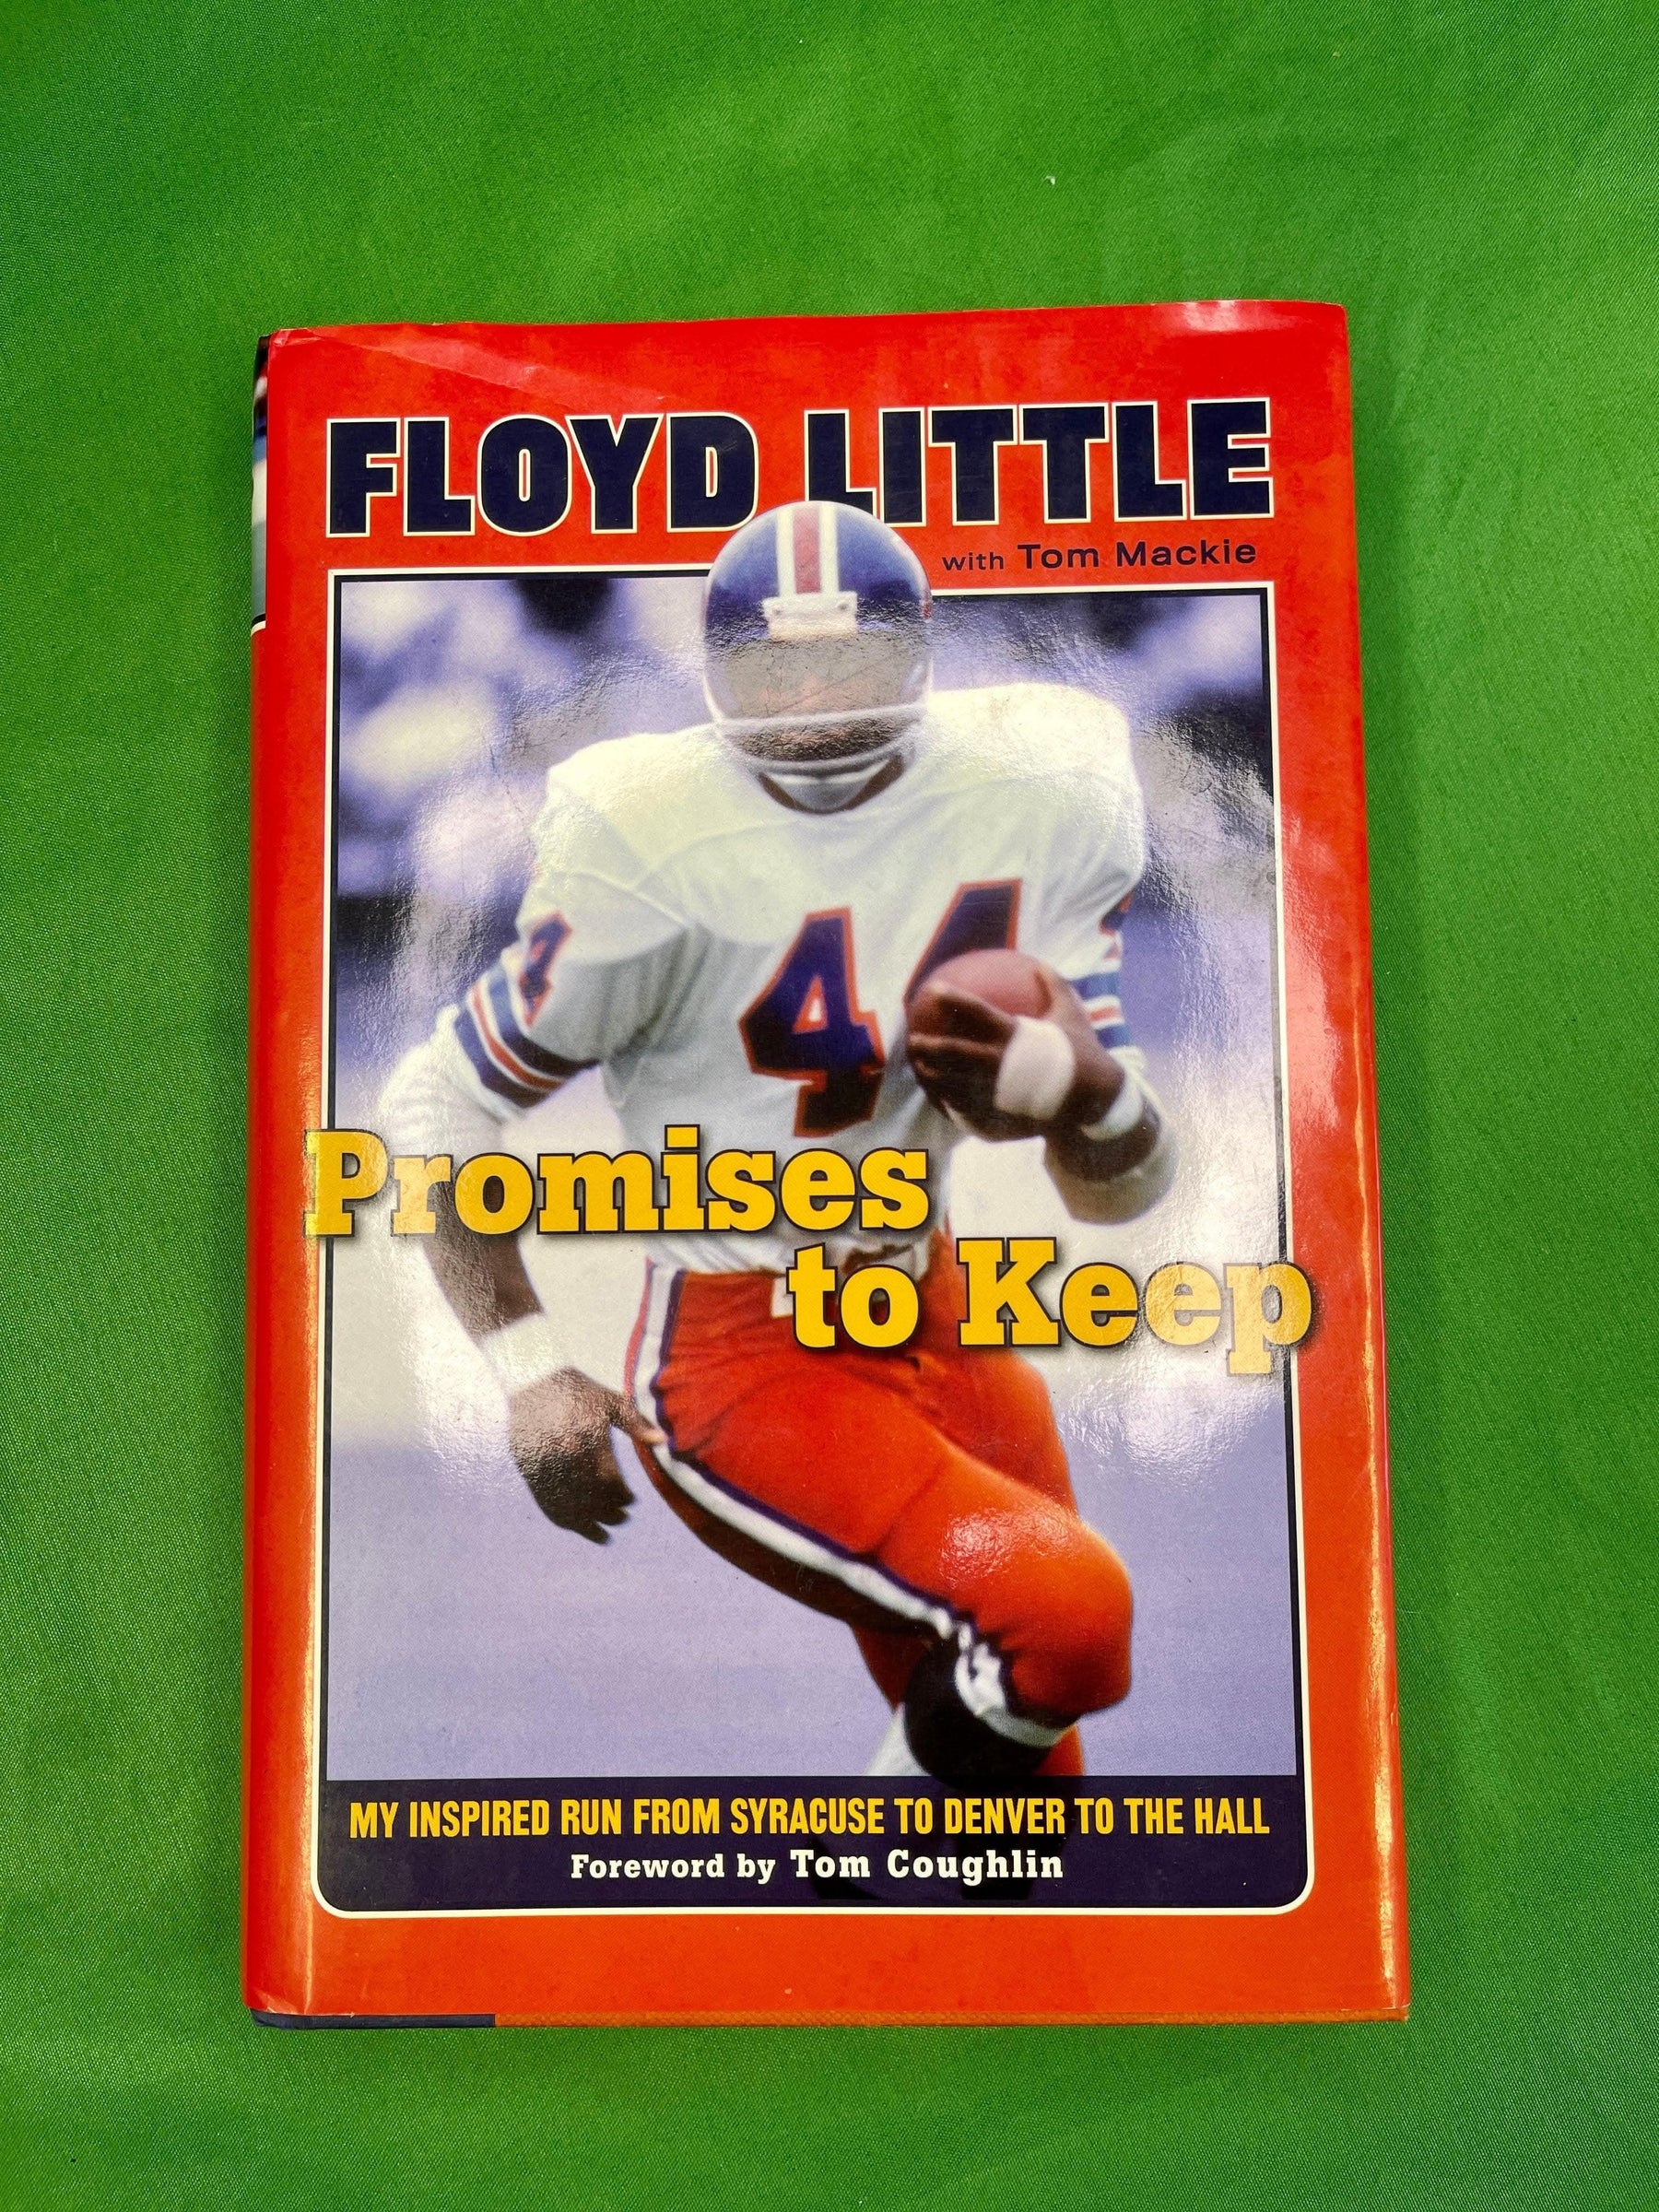 FLOYD LITTLE
with Tom Mackie
4
44
Promises
to Keep
MY INSPIRED RUN FROM SYRACUSE TO DENVER TO THE HALL
Foreword by Tom Coughlin